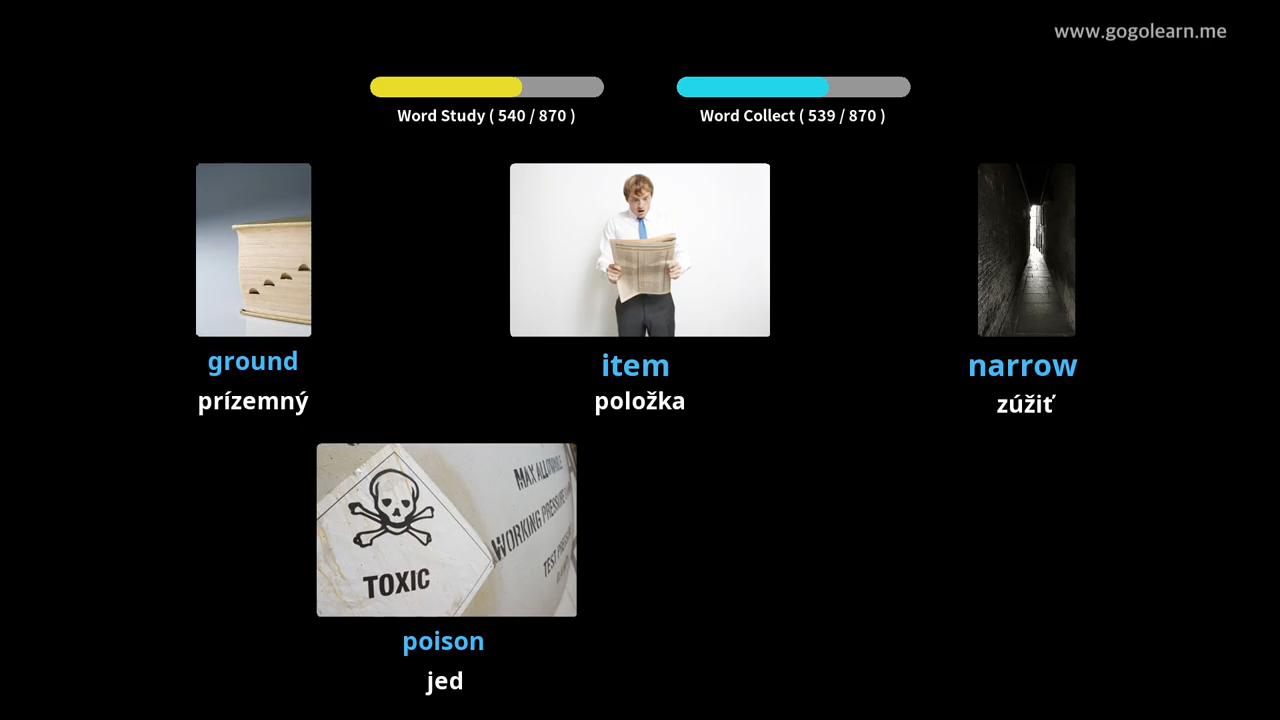 www.gogolearn.me
Word Study ( 540 / 870 )
Word Collect ( 539 / 870 )
ground
prízemný
item
položka
narrow
zúžiť
MAX ALLOWABLE
WORKING PRESSURE
TEST
TOXIC
poison
jed